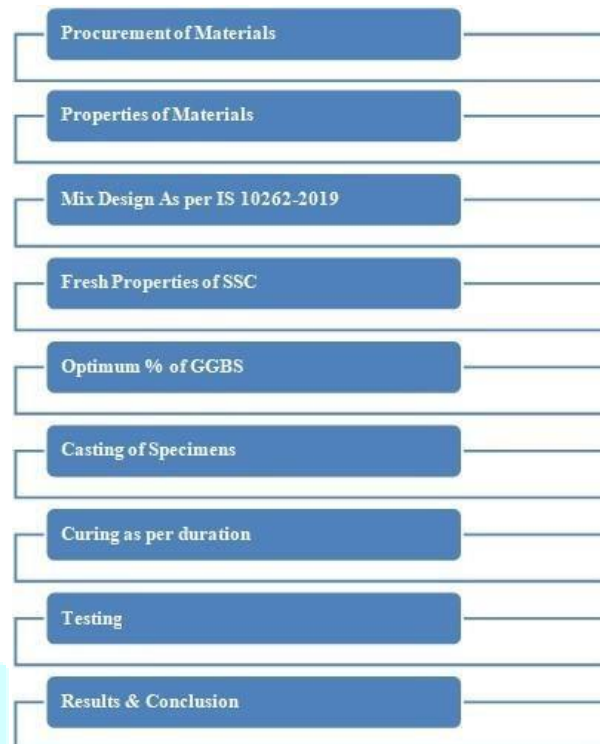 Procurement of Materials
Properties of Materials
Mix Design As per IS 10262-2019
Fresh Properties of SSC
Optimum % of GGBS
Casting of Specimens
Curing as per duration
Testing
Results & Conclusion